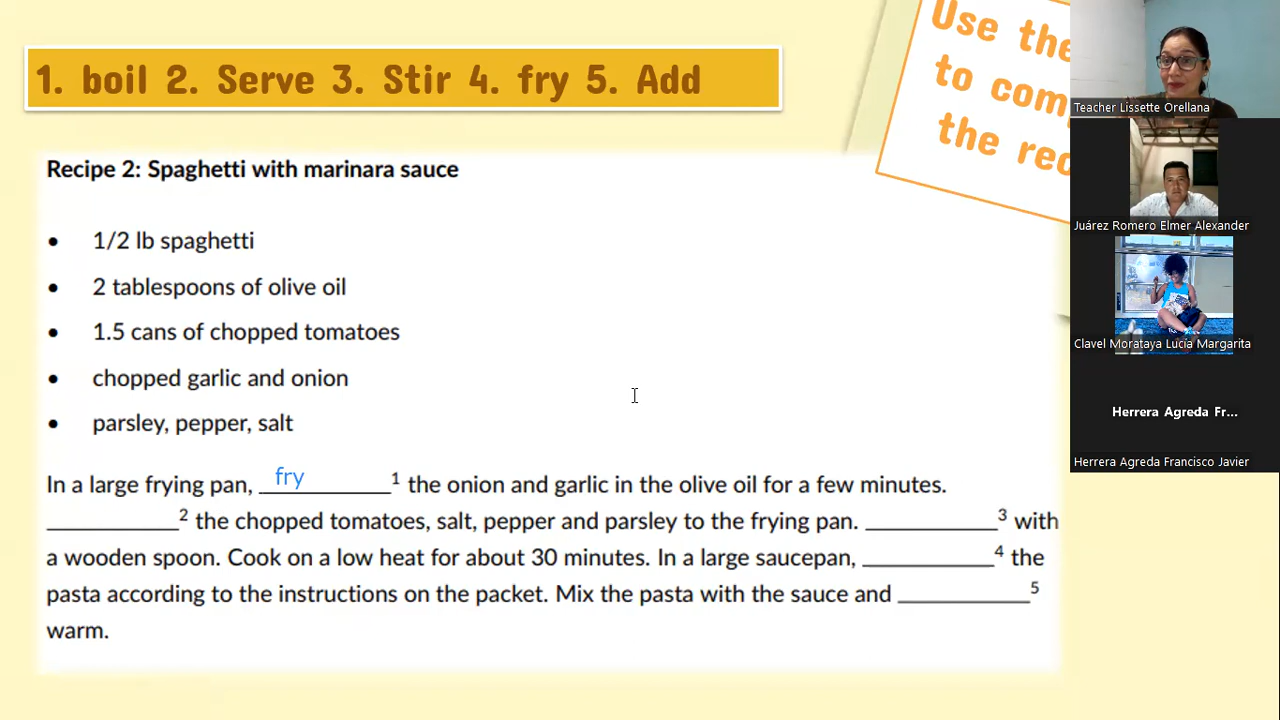 1. boil 2. Serve 3. Stir 4. fry 5. Add
Use the
to com
the rec
Recipe 2: Spaghetti with marinara sauce
• 1/2 lb spaghetti
• 2 tablespoons of olive oil
• 1.5 cans of chopped tomatoes
• chopped garlic and onion
• parsley, pepper, salt
In a large frying pan, fry 1 the onion and garlic in the olive oil for a few minutes.
___________2 the chopped tomatoes, salt, pepper and parsley to the frying pan. ___________3 with
a wooden spoon. Cook on a low heat for about 30 minutes. In a large saucepan, ___________4 the
pasta according to the instructions on the packet. Mix the pasta with the sauce and ___________5
warm.
Teacher Lissette Orellana
Juárez Romero Elmer Alexander
Clavel Morataya Lucia Margarita
Herrera Agreda Fr...
Herrera Agreda Francisco Javier